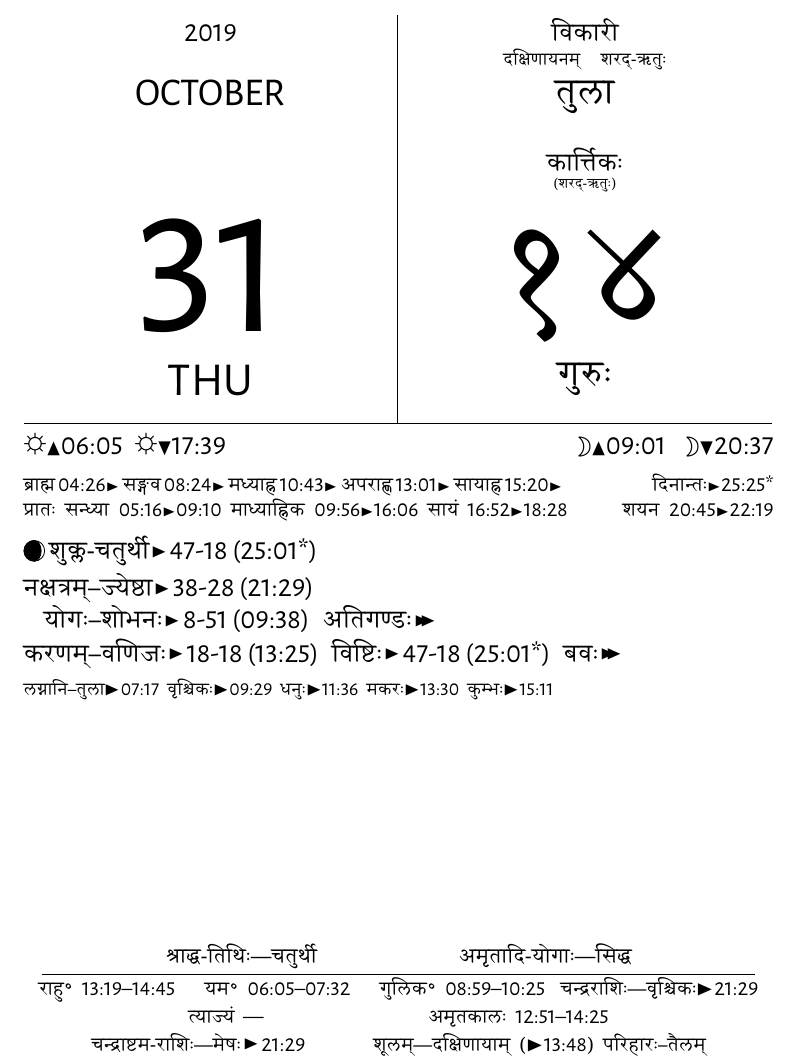 2019
OCTOBER
31
THU
विकारी
दक्षिणायनम् शरद्-ऋतुः
तुला
कार्त्तिकः
(शरद्-ऋतुः)
१४
गुरुः
☼▲06:05 ☼▼17:39 ☽▲09:01 ☽▼20:37
ब्राह्म 04:26► सङ्गव 08:24► मध्याह्न 10:43► अपराह्ण 13:01► सायाह्न 15:20► दिनान्तः►25:25*
प्रातः सन्ध्या 05:16►09:10 माध्याह्निक 09:56►16:06 सायं 16:52►18:28 शयन 20:45►22:19
शुक्ल-चतुर्थी►47-18 (25:01*)
नक्षत्रम्–ज्येष्ठा►38-28 (21:29)
योगः–शोभनः►8-51 (09:38) अतिगण्डः►►
करणम्–वणिजः►18-18 (13:25) विष्टिः►47-18 (25:01*) बवः►►
लग्नानि–तुला►07:17 वृश्चिकः►09:29 धनुः►11:36 मकरः►13:30 कुम्भः►15:11
श्राद्ध-तिथिः—चतुर्थी अमृतादि-योगाः—सिद्ध
राहु° 13:19–14:45 यम° 06:05–07:32 गुलिक° 08:59–10:25 चन्द्रराशिः—वृश्चिकः►21:29
त्याज्यं — अमृतकालः 12:51–14:25
चन्द्राष्टम-राशिः—मेषः►21:29 शूलम्—दक्षिणायाम् (►13:48) परिहारः–तैलम्